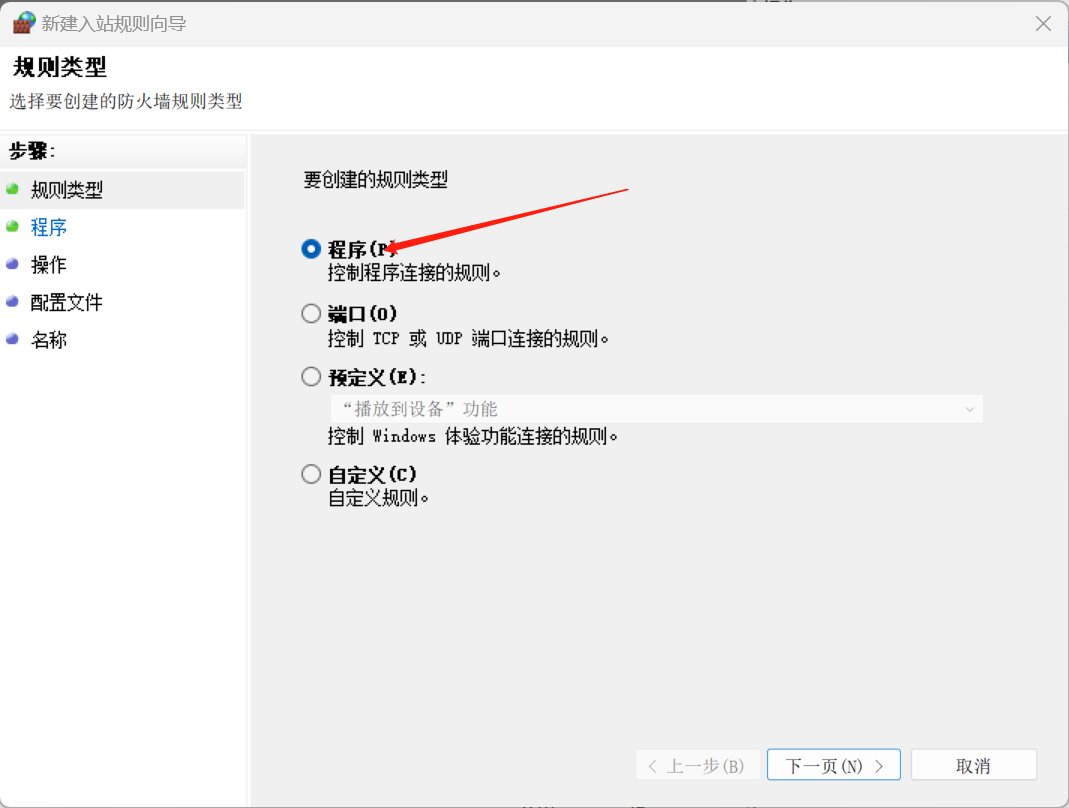 新建入站规则向导
规则类型
选择要创建的防火墙规则类型
步骤:
规则类型
程序
操作
配置文件
名称
要创建的规则类型
程序(P)
控制程序连接的规则。
端口(O)
控制 TCP 或 UDP 端口连接的规则。
预定义(E):
“播放到设备”功能
控制 Windows 体验功能连接的规则。
自定义(C)
自定义规则。
< 上一步(B)
下一页(N) >
取消